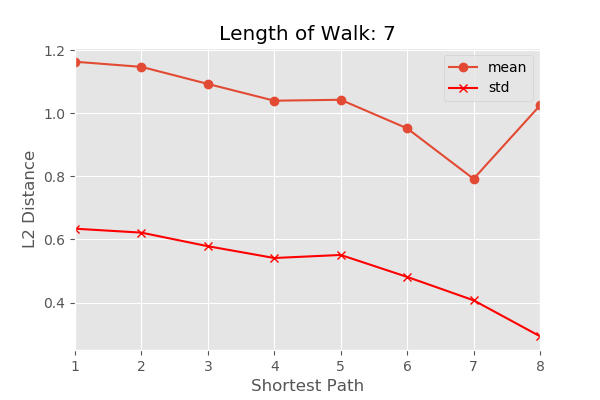 Length of Walk: 7
1.2
1.0
0.8
0.6
0.4
L2 Distance
mean
std
1 2 3 4 5 6 7 8
Shortest Path